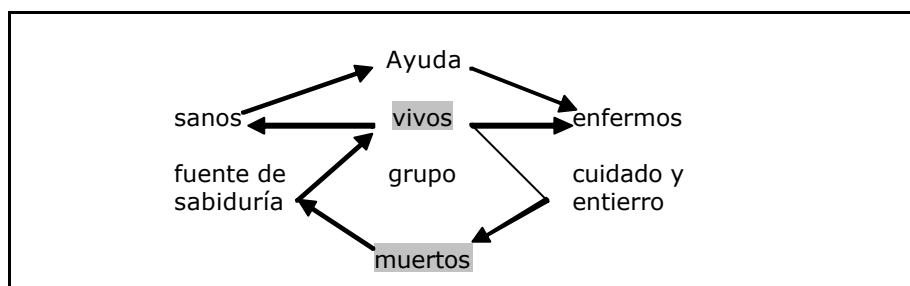 Ayuda
sanos vivos enfermos
fuente de grupo cuidado y
sabiduría entierro
muertos